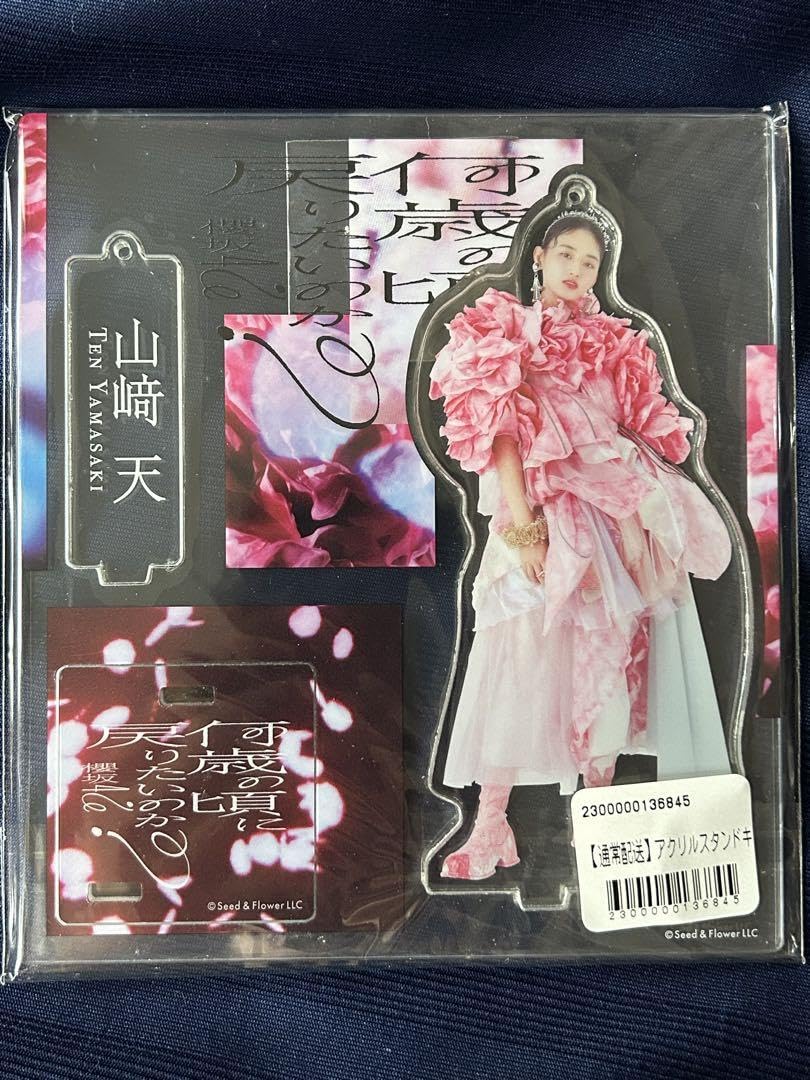 何歳の頃に
戻りたいのか?
櫻坂46
山﨑 天
TEN YAMASAKI
何歳の頃に
戻りたいのか?
櫻坂46
©Seed & Flower LLC
2300000136845
【通常配送】アクリルスタンドキ
2300000136845
©Seed & Flower LLC